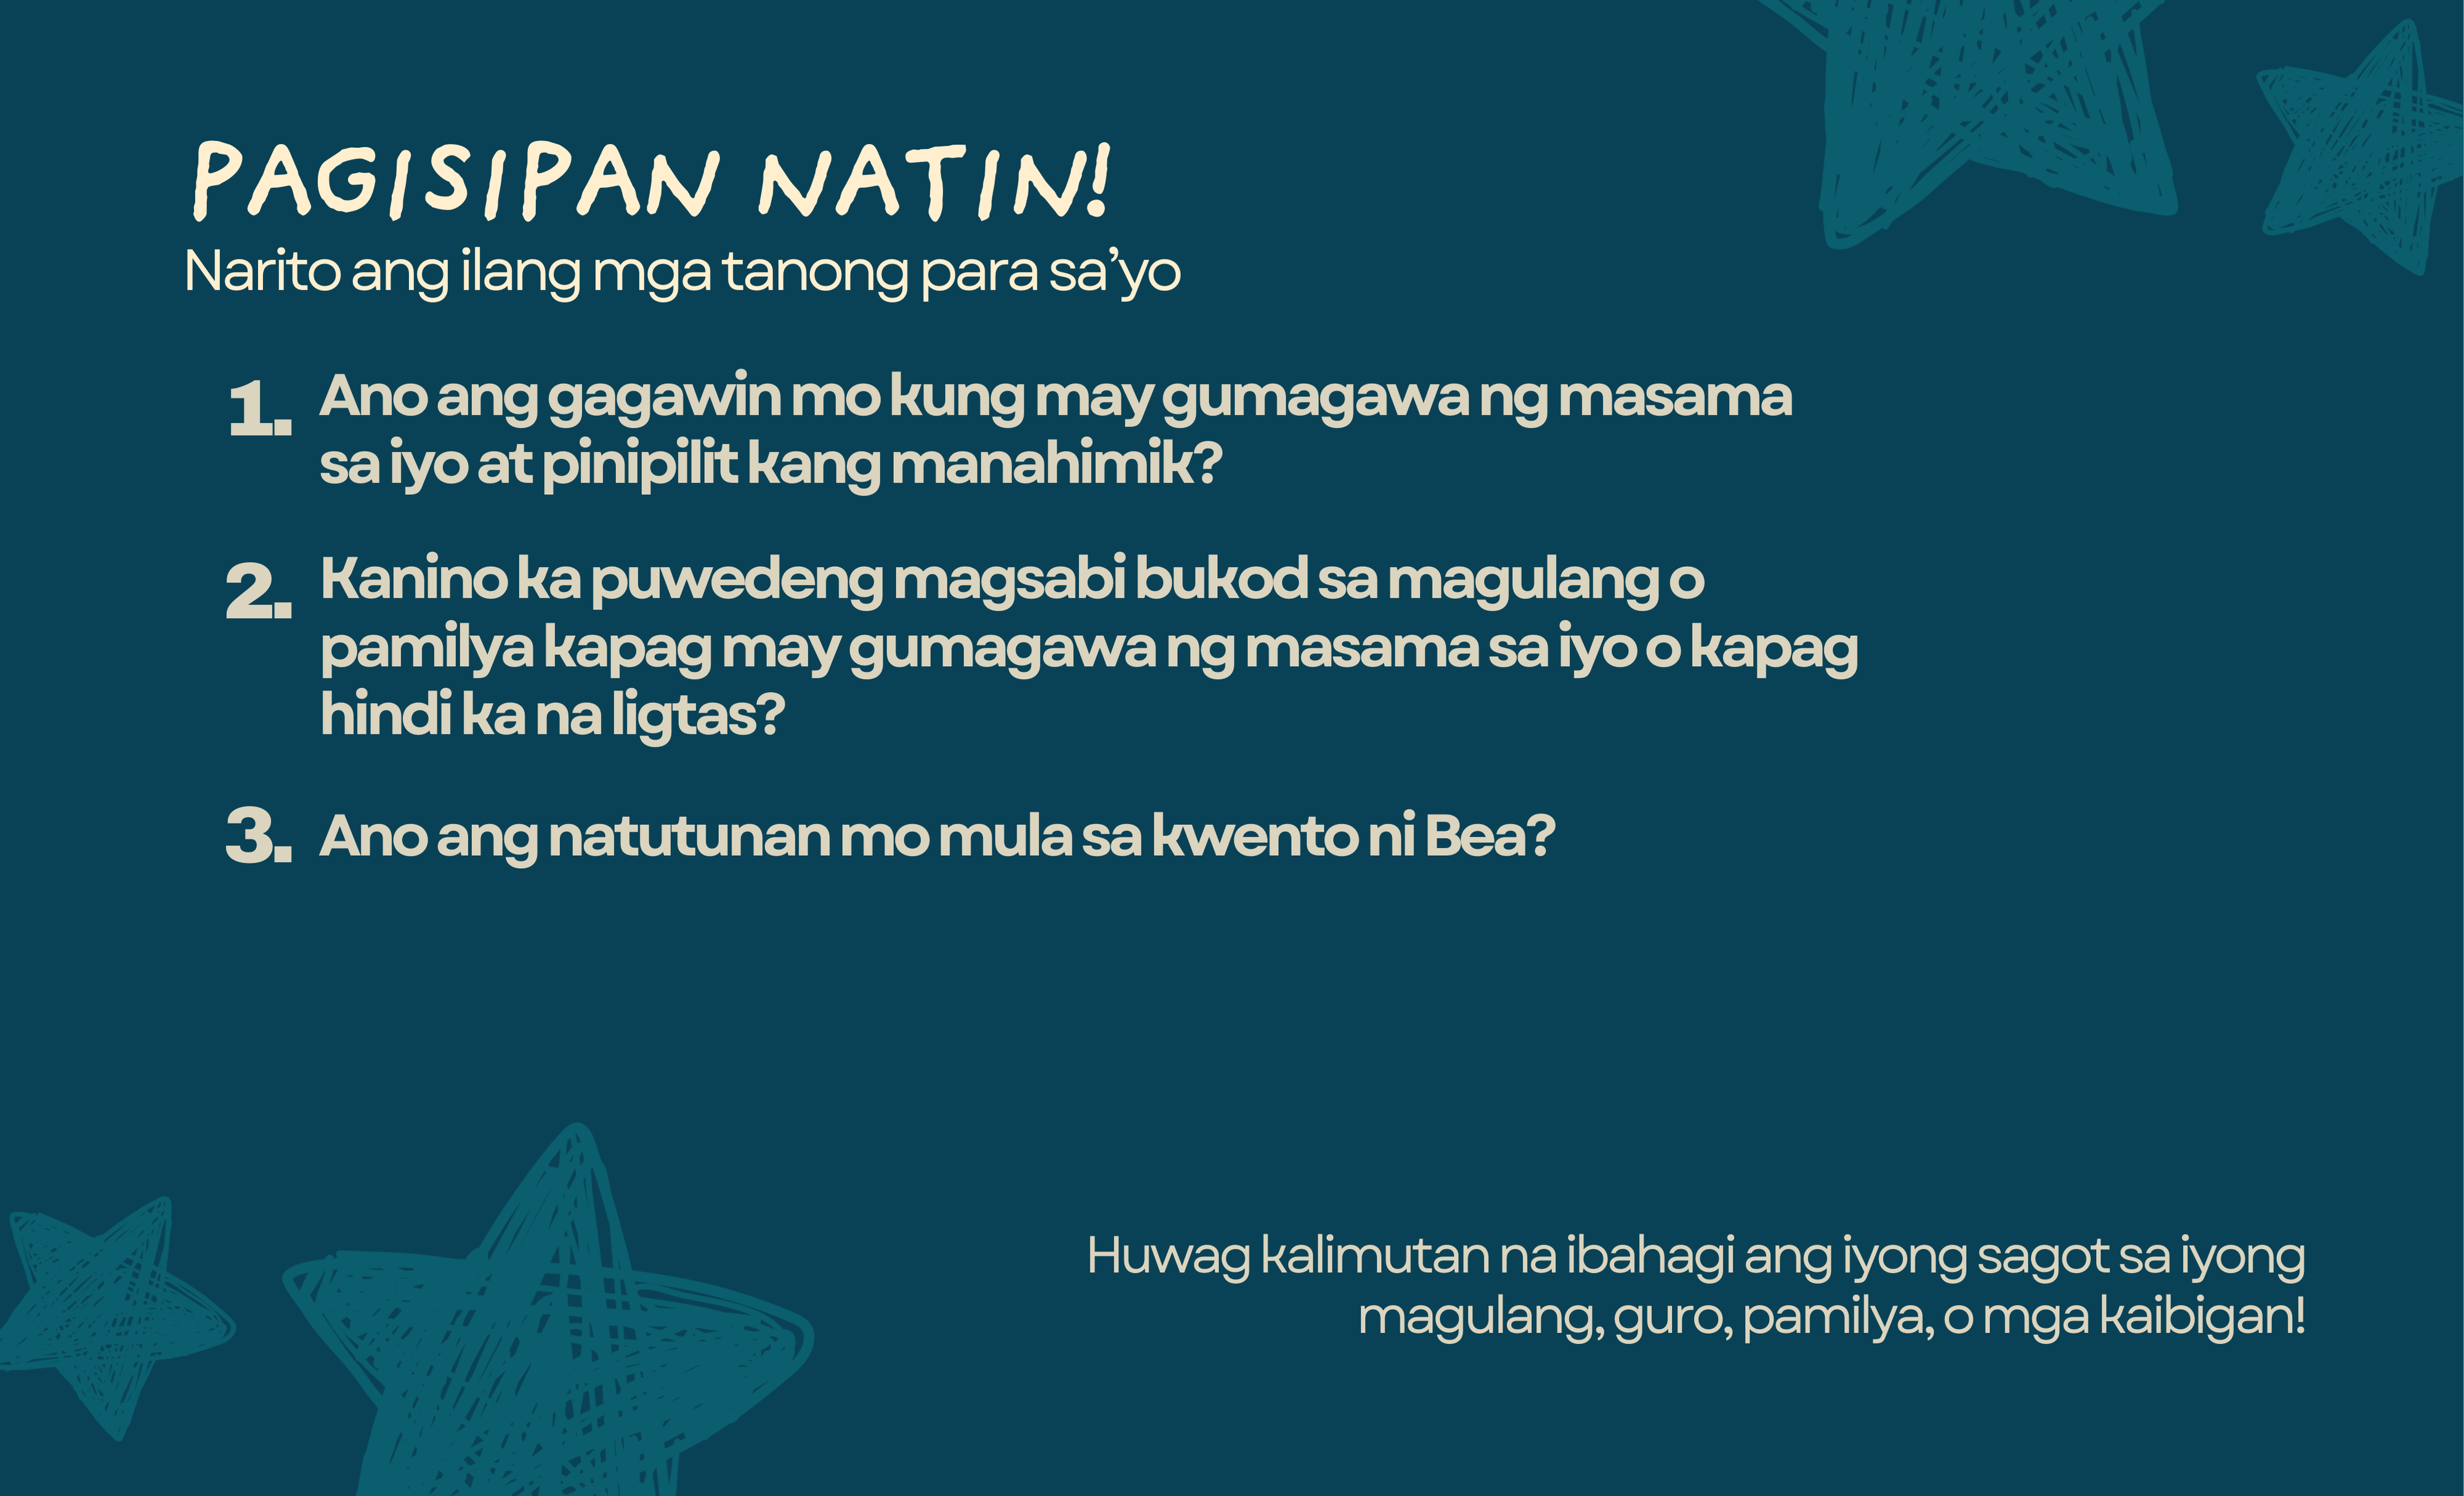 PAGISIPAN NATIN!
Narito ang ilang mga tanong para sa’yo
1. Ano ang gagawin mo kung may gumagawa ng masama
sa iyo at pinipilit kang manahimik?
2. Kanino ka puwedeng magsabi bukod sa magulang o
pamilya kapag may gumagawa ng masama sa iyo o kapag
hindi ka na ligtas?
3. Ano ang natutunan mo mula sa kwento ni Bea?
Huwag kalimutan na ibahagi ang iyong sagot sa iyong
magulang, guro, pamilya, o mga kaibigan!